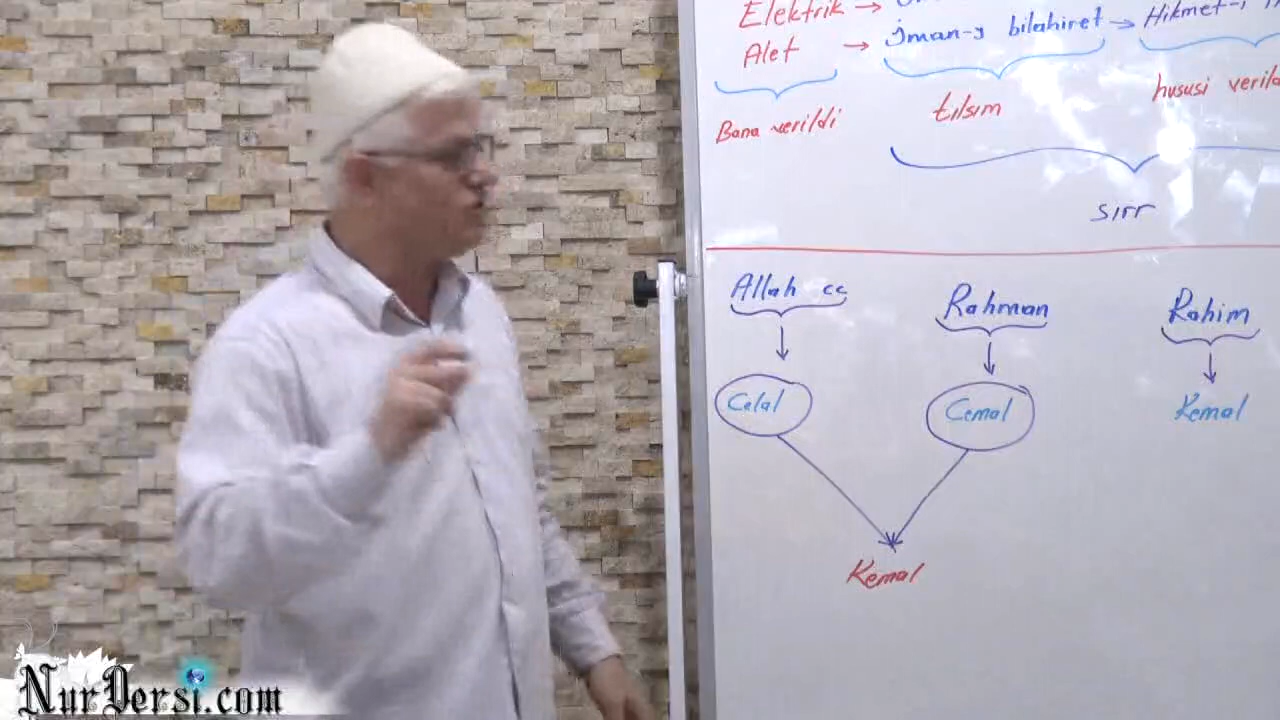 Elektrik →
Alet → İman-ı bilahiret → Hikmet-i
Bana verildi
tılsım
hususi
sırr
Allah cc
Rahman
Rahim
Celal
Cemal
Kemal
Kemal
NurDersi.com